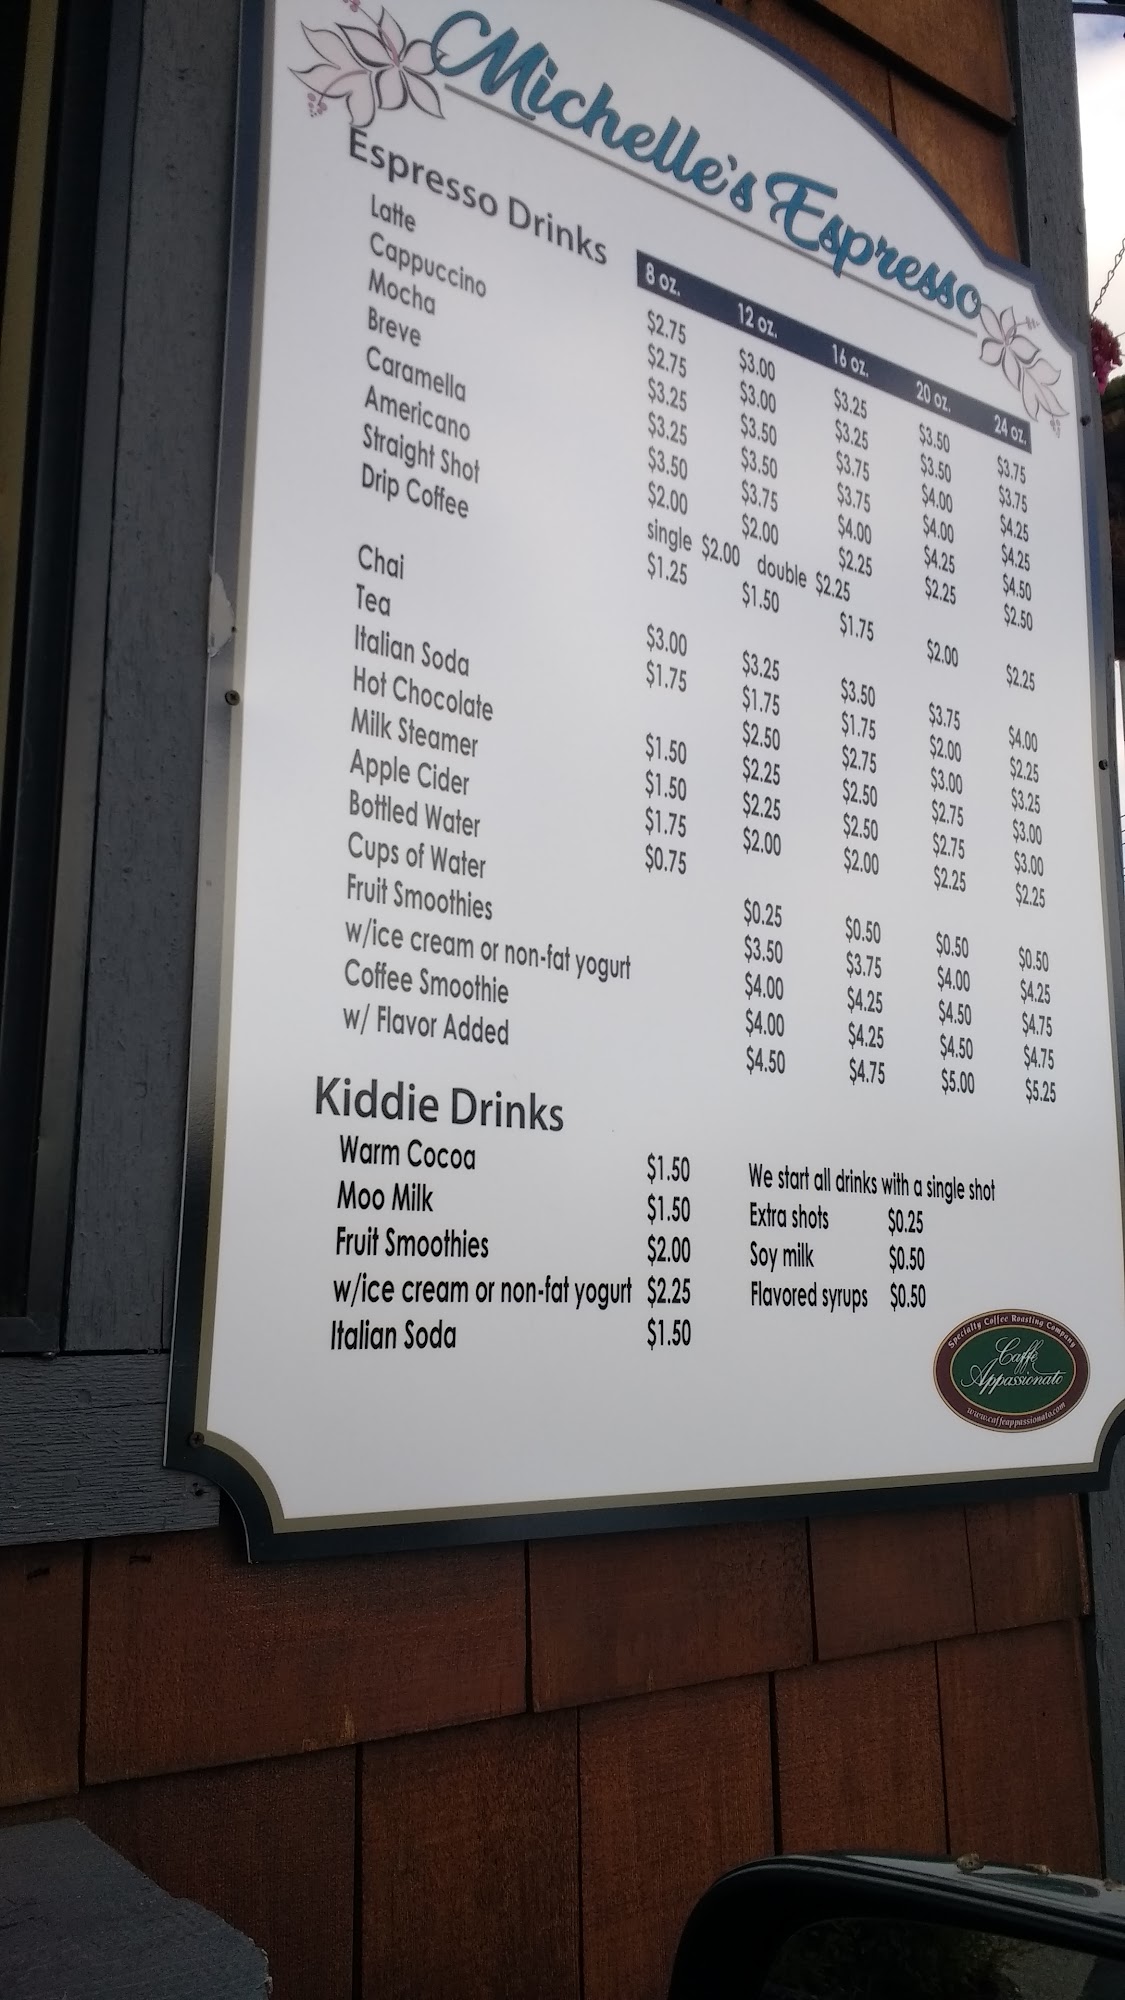 Michelle's Espresso
Espresso Drinks
8 oz. 12 oz. 16 oz. 20 oz. 24 oz.
Latte $2.75 $3.00 $3.25 $3.50 $3.75
Cappuccino $2.75 $3.00 $3.25 $3.50 $3.75
Mocha $3.25 $3.50 $3.75 $4.00 $4.25
Breve $3.25 $3.50 $3.75 $4.00 $4.25
Caramella $3.50 $3.75 $4.00 $4.25 $4.50
Americano $2.00 $2.00 $2.25 $2.25 $2.50
Straight Shot single $2.00 double $2.25
Drip Coffee $1.25 $1.50 $1.75 $2.00 $2.25
Chai $3.00 $3.25 $3.50 $3.75 $4.00
Tea $1.75 $1.75 $1.75 $2.00 $2.25
Italian Soda $2.50 $2.75 $3.00 $3.25
Hot Chocolate $1.50 $2.25 $2.50 $2.75 $3.00
Milk Steamer $1.50 $2.25 $2.50 $2.75 $3.00
Apple Cider $1.75 $2.00 $2.00 $2.25 $2.25
Bottled Water $0.75
Cups of Water $0.25 $0.50 $0.50 $0.50
Fruit Smoothies $3.50 $3.75 $4.00 $4.25
w/ice cream or non-fat yogurt $4.00 $4.25 $4.50 $4.75
Coffee Smoothie $4.00 $4.25 $4.50 $4.75
w/ Flavor Added $4.50 $4.75 $5.00 $5.25
Kiddie Drinks
Warm Cocoa $1.50
Moo Milk $1.50
Fruit Smoothies $2.00
w/ice cream or non-fat yogurt $2.25
Italian Soda $1.50
We start all drinks with a single shot
Extra shots $0.25
Soy milk $0.50
Flavored syrups $0.50
Specialty Coffee Roasting Company
Caffè
Appassionato
www.caffeappassionato.com